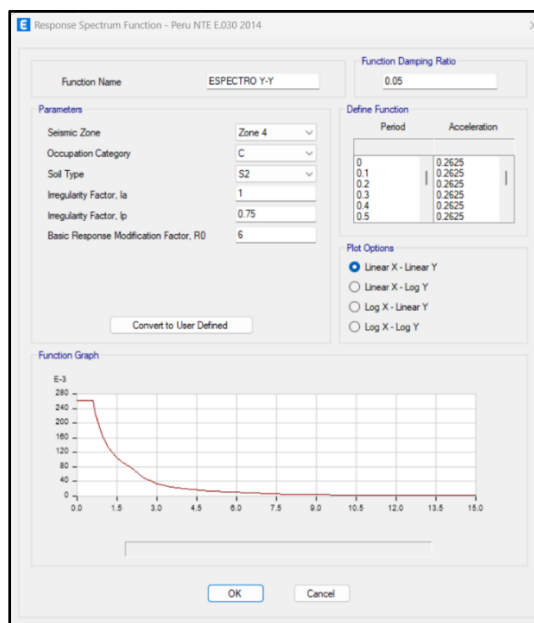 E Response Spectrum Function - Peru NTE E.030 2014
Function Damping Ratio
Function Name ESPECTRO Y-Y 0.05
Parameters Define Function
Seismic Zone Zone 4 Period Acceleration
Occupation Category C
Soil Type S2
Irregularity Factor, Ia 1
Irregularity Factor, Ip 0.75
Basic Response Modification Factor, R0 6
0 0.2625
0.1 0.2625
0.2 0.2625
0.3 0.2625
0.4 0.2625
0.5 0.2625
Plot Options
Linear X - Linear Y
Linear X - Log Y
Log X - Linear Y
Log X - Log Y
Convert to User Defined
Function Graph
E-3
280
240
200
160
120
80
40
0
0.0 1.5 3.0 4.5 6.0 7.5 9.0 10.5 12.0 13.5 15.0
OK Cancel